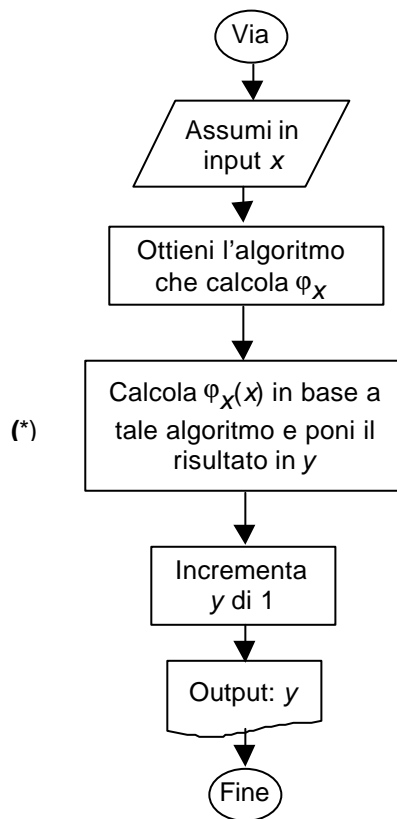 Via
Assumi in
input x
Ottieni l'algoritmo
che calcola φx
(*)
Calcola φx(x) in base a
tale algoritmo e poni il
risultato in y
Incrementa
y di 1
Output: y
Fine